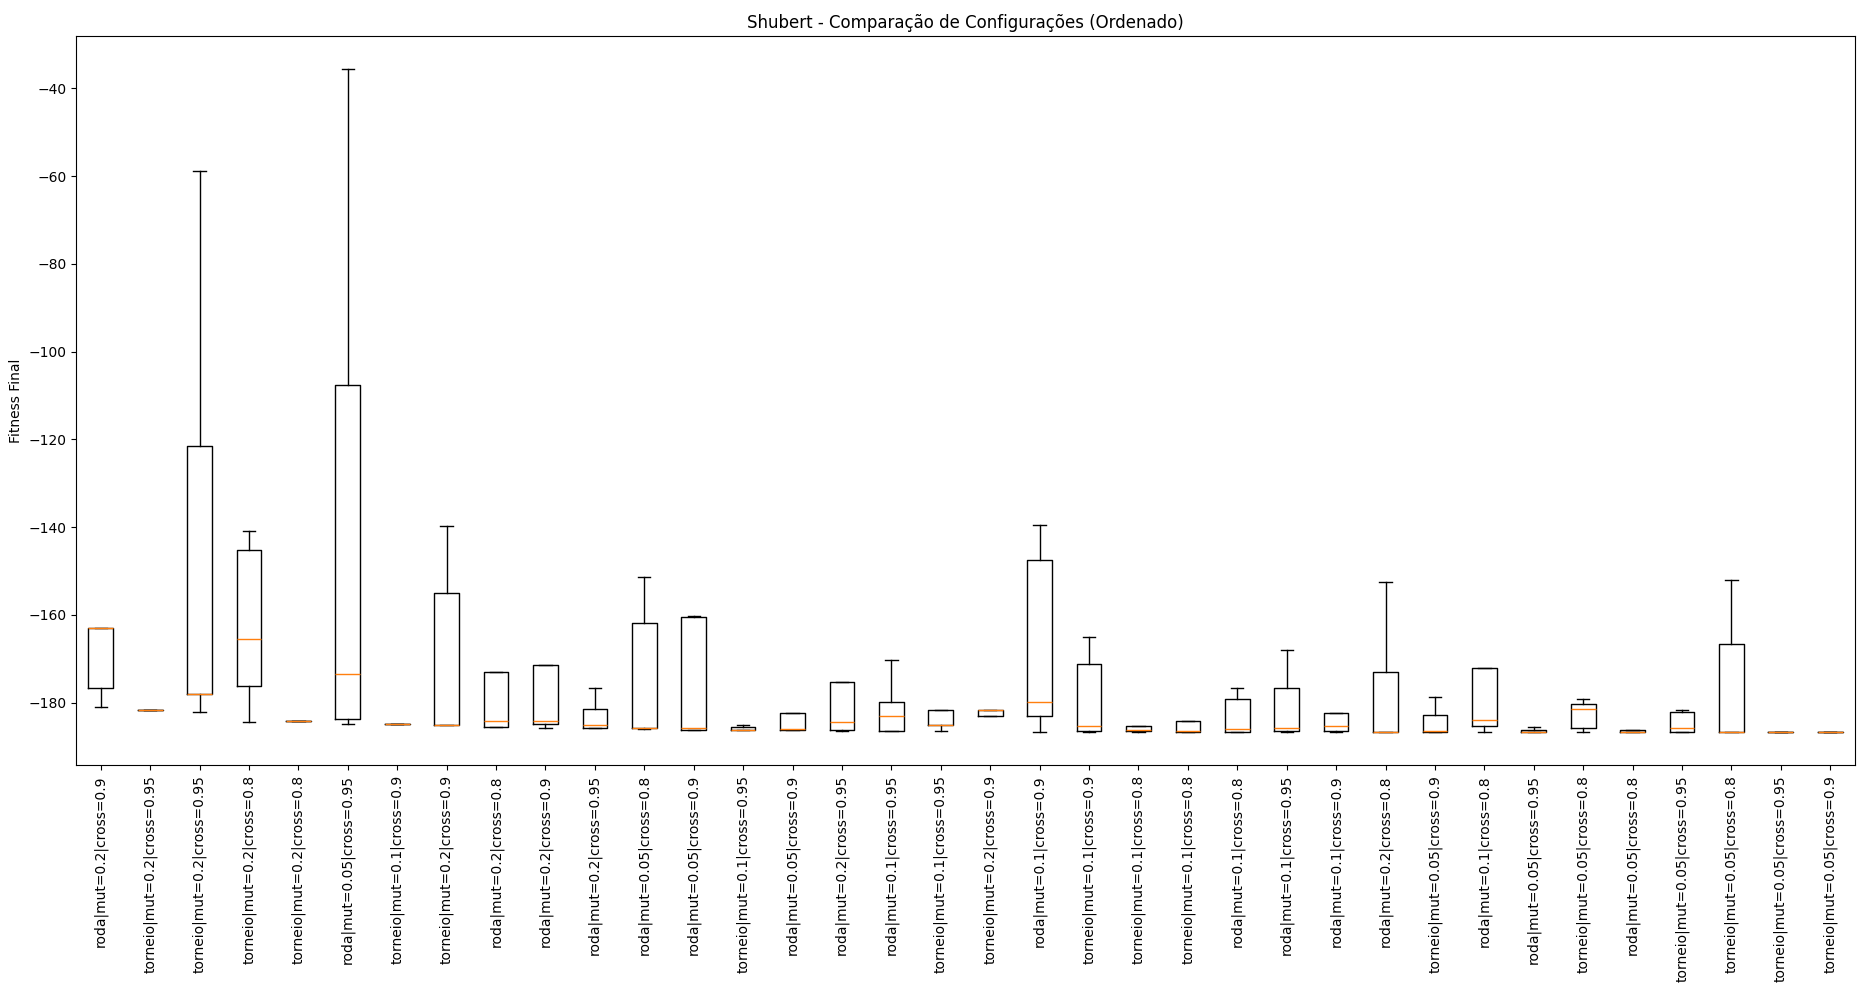 Shubert - Comparação de Configurações (Ordenado)
Fitness Final
−40
−60
−80
−100
−120
−140
−160
−180
roda|mut=0.2|cross=0.9
torneio|mut=0.2|cross=0.95
torneio|mut=0.2|cross=0.95
torneio|mut=0.2|cross=0.8
torneio|mut=0.2|cross=0.8
roda|mut=0.05|cross=0.95
torneio|mut=0.1|cross=0.9
torneio|mut=0.2|cross=0.9
roda|mut=0.2|cross=0.8
roda|mut=0.2|cross=0.9
roda|mut=0.2|cross=0.95
roda|mut=0.05|cross=0.8
roda|mut=0.05|cross=0.9
torneio|mut=0.1|cross=0.95
roda|mut=0.05|cross=0.9
roda|mut=0.2|cross=0.95
roda|mut=0.1|cross=0.95
torneio|mut=0.1|cross=0.95
torneio|mut=0.2|cross=0.9
roda|mut=0.1|cross=0.9
torneio|mut=0.1|cross=0.9
torneio|mut=0.1|cross=0.8
torneio|mut=0.1|cross=0.8
roda|mut=0.1|cross=0.8
roda|mut=0.1|cross=0.95
roda|mut=0.1|cross=0.9
roda|mut=0.2|cross=0.8
torneio|mut=0.05|cross=0.9
roda|mut=0.1|cross=0.8
roda|mut=0.05|cross=0.95
torneio|mut=0.05|cross=0.8
roda|mut=0.05|cross=0.8
torneio|mut=0.05|cross=0.95
torneio|mut=0.05|cross=0.8
torneio|mut=0.05|cross=0.95
torneio|mut=0.05|cross=0.9